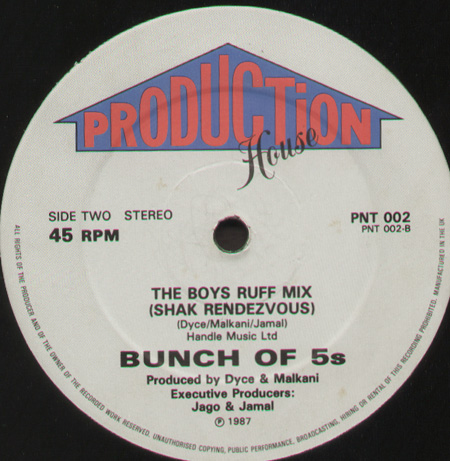 PRODUCTiON
House
SIDE TWO STEREO
45 RPM
PNT 002
PNT 002-B
THE BOYS RUFF MIX
(SHAK RENDEZVOUS)
(Dyce/Malkani/Jamal)
Handle Music Ltd
BUNCH OF 5s
Produced by Dyce & Malkani
Executive Producers:
Jago & Jamal
℗ 1987
ALL RIGHTS OF THE PRODUCER AND OF THE OWNER OF THE RECORDED WORK RESERVED. UNAUTHORISED COPYING, PUBLIC PERFORMANCE, BROADCASTING, HIRING OR RENTAL OF THIS RECORDING PROHIBITED. MANUFACTURED IN THE UK